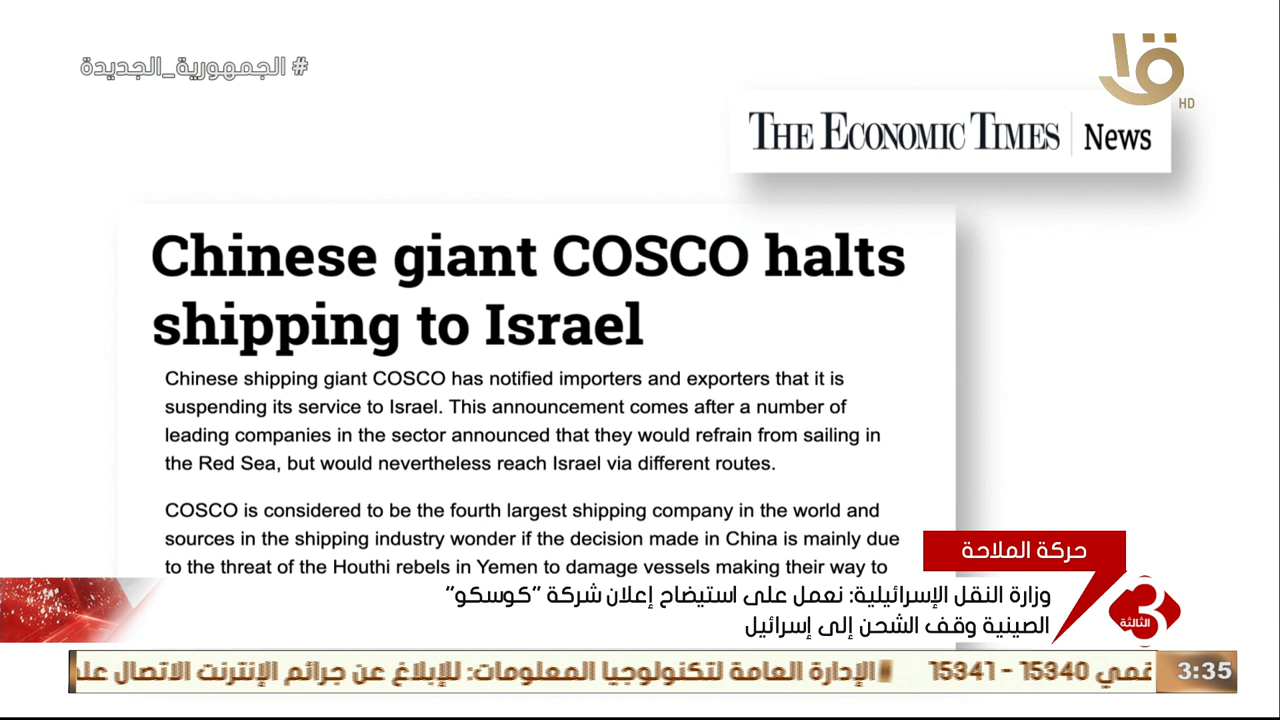 # الجمهورية_الجديدة
HD
THE ECONOMIC TIMES | News
Chinese giant COSCO halts
shipping to Israel
Chinese shipping giant COSCO has notified importers and exporters that it is
suspending its service to Israel. This announcement comes after a number of
leading companies in the sector announced that they would refrain from sailing in
the Red Sea, but would nevertheless reach Israel via different routes.
COSCO is considered to be the fourth largest shipping company in the world and
sources in the shipping industry wonder if the decision made in China is mainly due
to the threat of the Houthi rebels in Yemen to damage vessels making their way to
حركة الملاحة
وزارة النقل الإسرائيلية: نعمل على استيضاح إعلان شركة "كوسكو"
الصينية وقف الشحن إلى إسرائيل
3 الثالثة
15340 - 15341 الإدارة العامة لتكنولوجيا المعلومات: للإبلاغ عن جرائم الإنترنت الاتصال
3:35